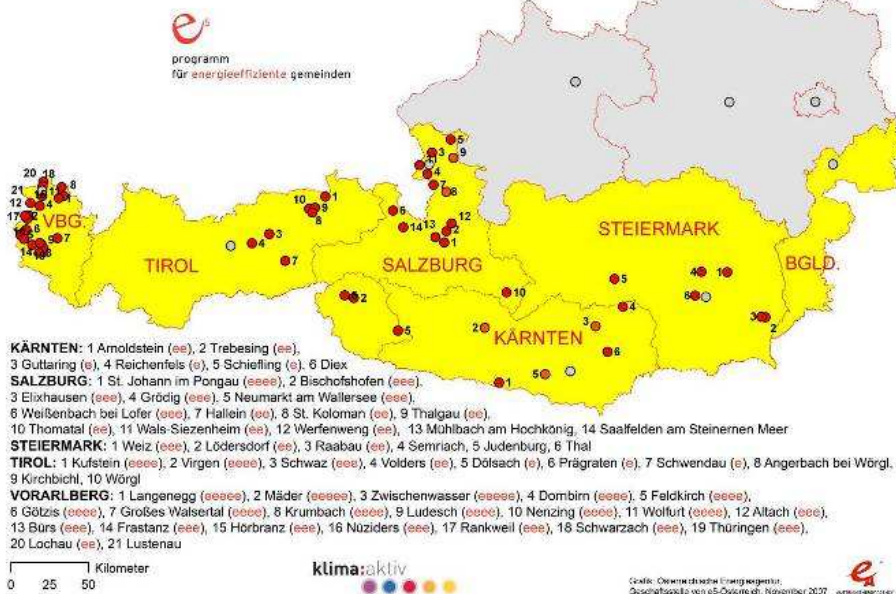 e5
programm
für energieeffiziente gemeinden
VBG.
TIROL
SALZBURG
STEIERMARK
BGLD.
KÄRNTEN
KÄRNTEN: 1 Arnoldstein (ee), 2 Trebesing (ee),
3 Guttaring (e), 4 Reichenfels (e), 5 Schiefling (e), 6 Diex
SALZBURG: 1 St. Johann im Pongau (eeee), 2 Bischofshofen (eee),
3 Elixhausen (eee), 4 Grödig (eee), 5 Neumarkt am Wallersee (eee),
6 Weißenbach bei Lofer (eee), 7 Hallein (ee), 8 St. Koloman (ee), 9 Thalgau (ee),
10 Thomatal (ee), 11 Wals-Siezenheim (ee), 12 Werfenweng (ee), 13 Mühlbach am Hochkönig, 14 Saalfelden am Steinernen Meer
STEIERMARK: 1 Weiz (eee), 2 Lödersdorf (ee), 3 Raabau (ee), 4 Semriach, 5 Judenburg, 6 Thal
TIROL: 1 Kufstein (eeee), 2 Virgen (eeee), 3 Schwaz (eee), 4 Volders (ee), 5 Dölsach (e), 6 Prägraten (e), 7 Schwendau (e), 8 Angerbach bei Wörgl,
9 Kirchbichl, 10 Wörgl
VORARLBERG: 1 Langenegg (eeeee), 2 Mäder (eeeee), 3 Zwischenwasser (eeeee), 4 Dornbirn (eeee), 5 Feldkirch (eeee),
6 Götzis (eeee), 7 Großes Walsertal (eeee), 8 Krumbach (eeee), 9 Ludesch (eeee), 10 Nenzing (eeee), 11 Wolfurt (eeee), 12 Altach (eee),
13 Bürs (eee), 14 Frastanz (eee), 15 Hörbranz (eee), 16 Nüziders (eee), 17 Rankweil (eee), 18 Schwarzach (eee), 19 Thüringen (eee),
20 Lochau (ee), 21 Lustenau
Kilometer
0 25 50
klima:aktiv
Grafik: Österreichische Energieagentur,
Geschäftsstelle von e5-Österreich, November 2007